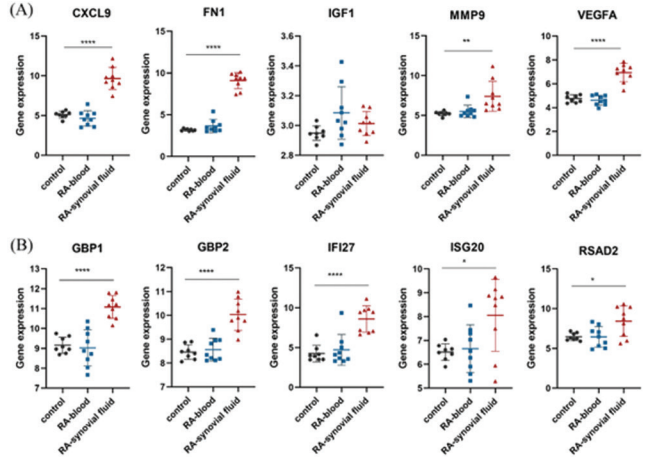 (A)
CXCL9
FN1
IGF1
MMP9
VEGFA
Gene expression
15
10
5
0
****
control
RA-blood
RA-synovial fluid
Gene expression
15
10
5
0
****
control
RA-blood
RA-synovial fluid
Gene expression
3.6
3.4
3.2
3.0
2.8
control
RA-blood
RA-synovial fluid
Gene expression
15
10
5
0
**
control
RA-blood
RA-synovial fluid
Gene expression
10
8
6
4
2
0
****
control
RA-blood
RA-synovial fluid
(B)
GBP1
GBP2
IFI27
ISG20
RSAD2
Gene expression
13
12
11
10
9
8
7
****
control
RA-blood
RA-synovial fluid
Gene expression
12
11
10
9
8
7
****
control
RA-blood
RA-synovial fluid
Gene expression
15
10
5
0
****
control
RA-blood
RA-synovial fluid
Gene expression
10
9
8
7
6
5
*
control
RA-blood
RA-synovial fluid
Gene expression
15
10
5
0
*
control
RA-blood
RA-synovial fluid